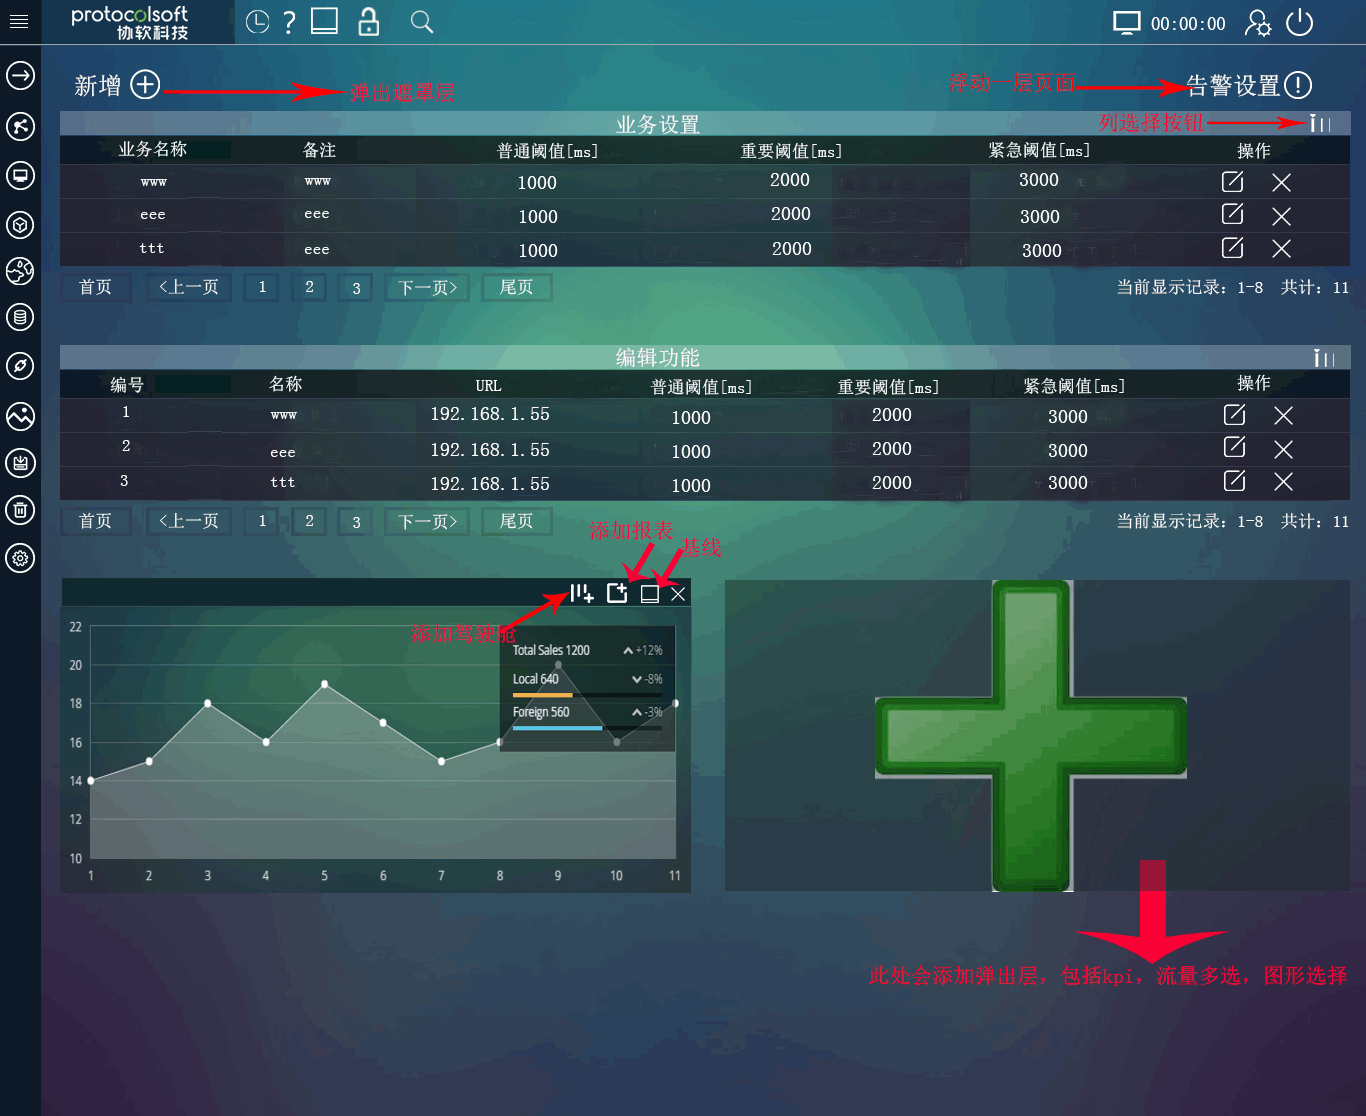 protocolsoft
协软科技
?
00:00:00
新增
弹出遮罩层
浮动一层页面
告警设置
业务设置
列选择按钮
业务名称 备注 普通阈值[ms] 重要阈值[ms] 紧急阈值[ms] 操作
www www 1000 2000 3000
eee eee 1000 2000 3000
ttt eee 1000 2000 3000
首页 <上一页 1 2 3 下一页> 尾页 当前显示记录：1-8 共计：11
编辑功能
编号 名称 URL 普通阈值[ms] 重要阈值[ms] 紧急阈值[ms] 操作
1 www 192.168.1.55 1000 2000 3000
2 eee 192.168.1.55 1000 2000 3000
3 ttt 192.168.1.55 1000 2000 3000
首页 <上一页 1 2 3 下一页> 尾页 当前显示记录：1-8 共计：11
添加报表
基线
添加驾驶舱
22
20
18
16
14
12
10
Total Sales 1200 +12%
Local 640 -8%
Foreign 560 -3%
1 2 3 4 5 6 7 8 9 10 11
此处会添加弹出层，包括kpi，流量多选，图形选择